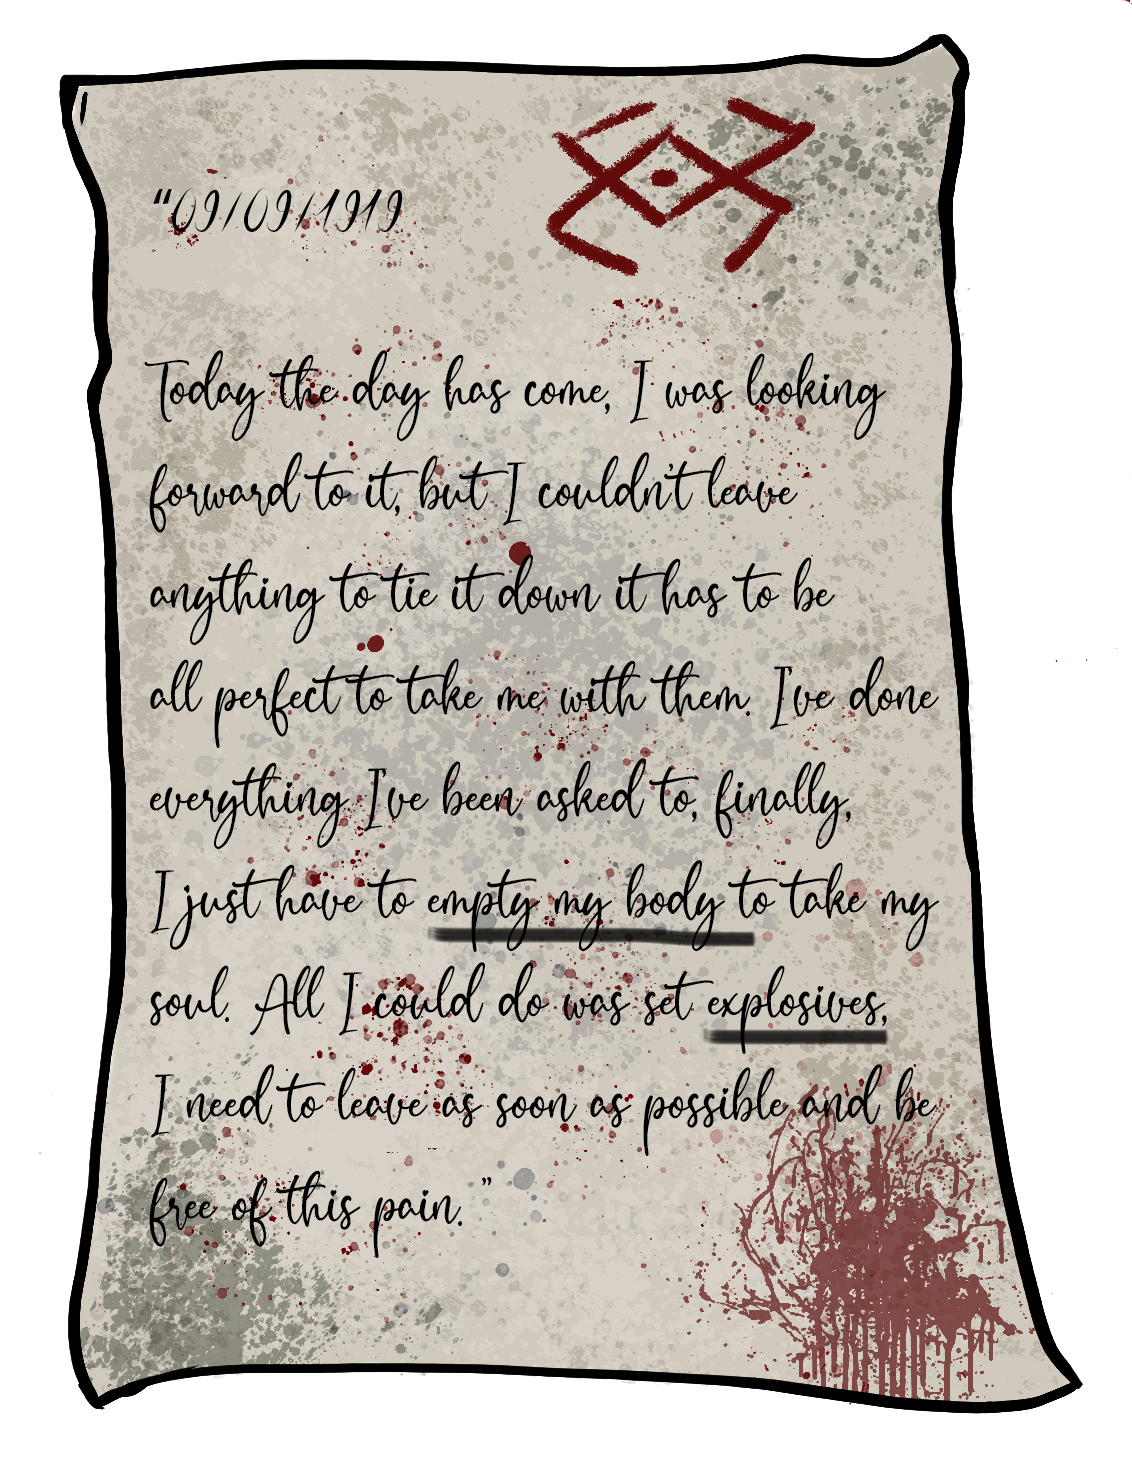 “09/09/1919
Today the day has come, I was looking
forward to it, but I couldn't leave
anything to tie it down it has to be
all perfect to take me with them. I've done
everything I've been asked to, finally,
I just have to empty my body to take my
soul. All I could do was set explosives,
I need to leave as soon as possible and be
free of this pain. ”